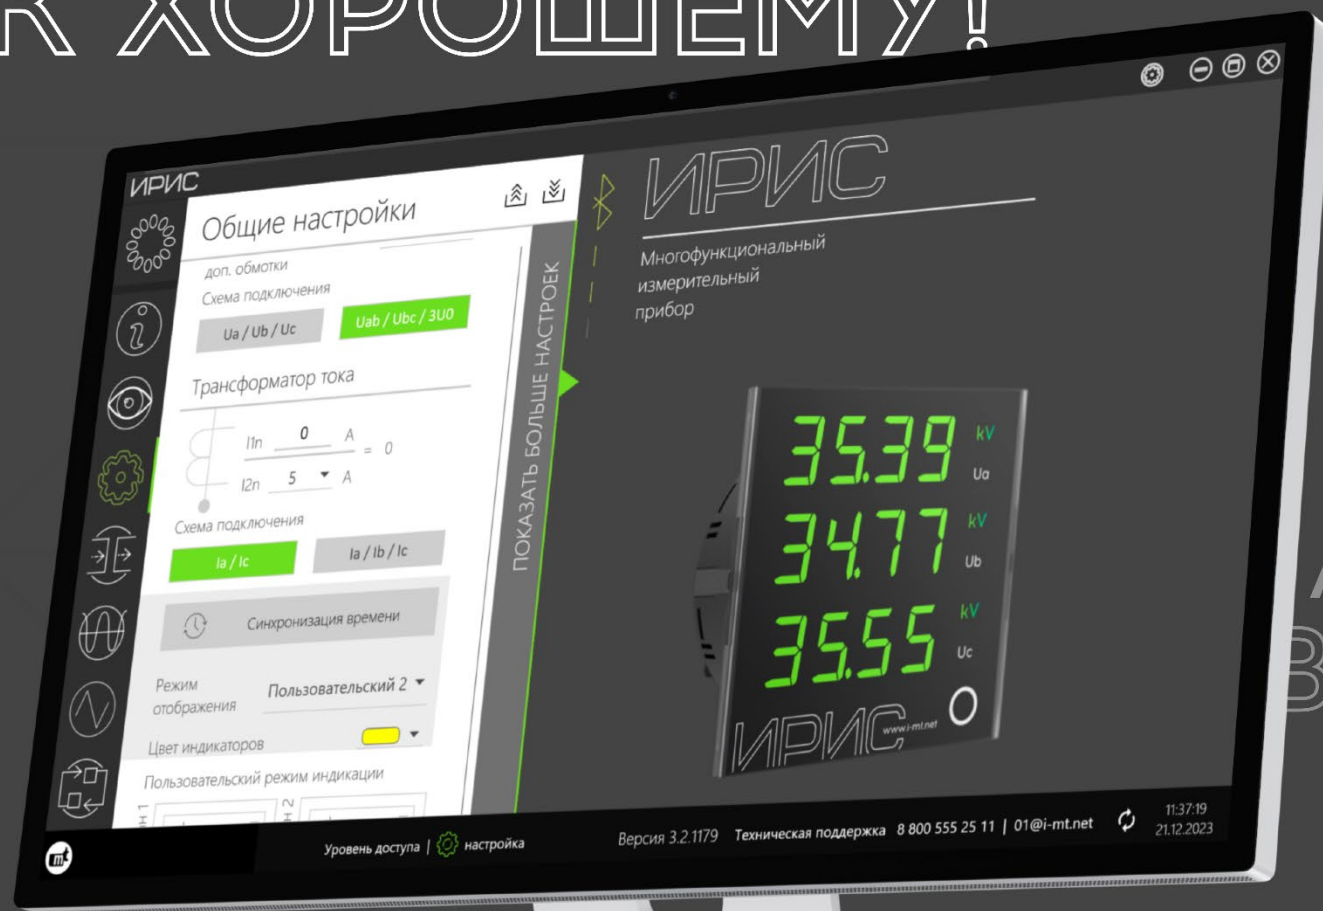 К ХОРОШЕМУ!
ИРИС
Общие настройки
доп. обмотки
Схема подключения
Ua / Ub / Uc
Uab / Ubc / 3U0
Трансформатор тока
I1n 0 A = 0
I2n 5 A
Схема подключения
Ia / Ic
Ia / Ib / Ic
Синхронизация времени
Режим
отображения
Пользовательский 2
Цвет индикаторов
Пользовательский режим индикации
ПОКАЗАТЬ БОЛЬШЕ НАСТРОЕК
ИРИС
Многофункциональный
измерительный
прибор
35.39 kV
Ua
34.77 kV
Ub
35.55 kV
Uc
ИРИС
www.i-mt.net
mt
Уровень доступа | настройка
Версия 3.2.1179 Техническая поддержка 8 800 555 25 11 | 01@i-mt.net
11:37:19
21.12.2023